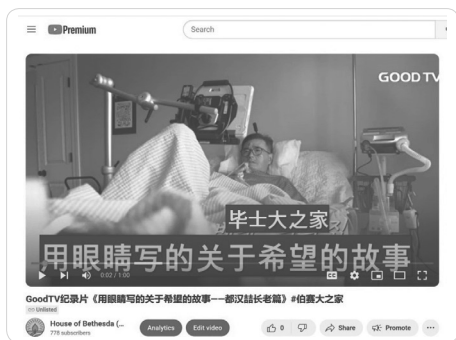 Premium
Search
GOOD TV
毕士大之家
用眼睛写的关于希望的故事
0:02 / 1:00
GoodTV纪录片《用眼睛写的关于希望的故事——都汉喆长老篇》#伯赛大之家
Unlisted
House of Bethesda (...
778 subscribers
Analytics
Edit video
0
Share
Promote